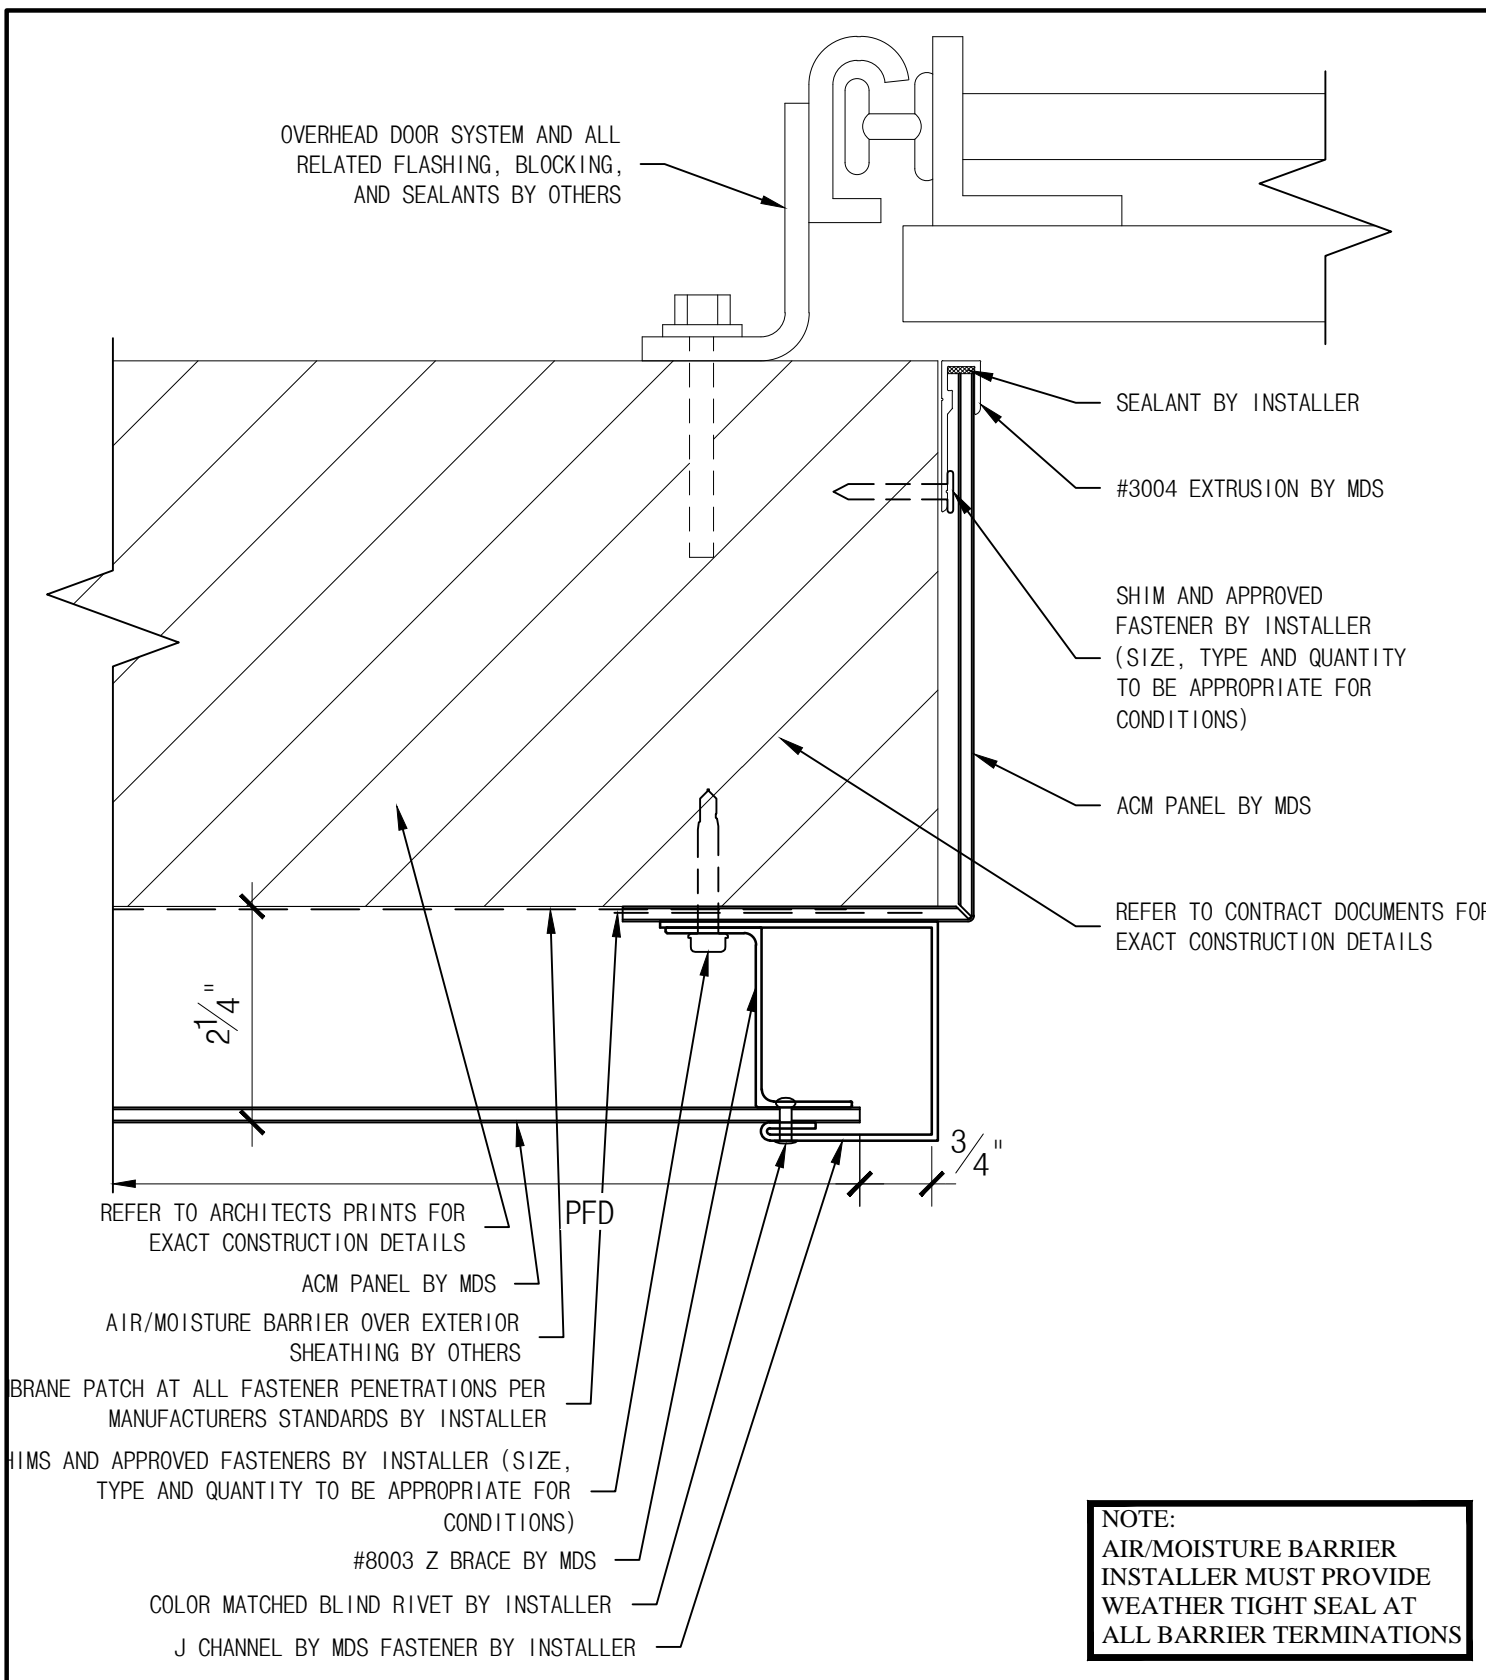 OVERHEAD DOOR SYSTEM AND ALL
RELATED FLASHING, BLOCKING,
AND SEALANTS BY OTHERS
SEALANT BY INSTALLER
#3004 EXTRUSION BY MDS
SHIM AND APPROVED
FASTENER BY INSTALLER
(SIZE, TYPE AND QUANTITY
TO BE APPROPRIATE FOR
CONDITIONS)
ACM PANEL BY MDS
REFER TO CONTRACT DOCUMENTS FOR
EXACT CONSTRUCTION DETAILS
2 1/4"
3/4"
PFD
REFER TO ARCHITECTS PRINTS FOR
EXACT CONSTRUCTION DETAILS
ACM PANEL BY MDS
AIR/MOISTURE BARRIER OVER EXTERIOR
SHEATHING BY OTHERS
BRANE PATCH AT ALL FASTENER PENETRATIONS PER
MANUFACTURERS STANDARDS BY INSTALLER
HIMS AND APPROVED FASTENERS BY INSTALLER (SIZE,
TYPE AND QUANTITY TO BE APPROPRIATE FOR
CONDITIONS)
#8003 Z BRACE BY MDS
COLOR MATCHED BLIND RIVET BY INSTALLER
J CHANNEL BY MDS FASTENER BY INSTALLER
NOTE:
AIR/MOISTURE BARRIER
INSTALLER MUST PROVIDE
WEATHER TIGHT SEAL AT
ALL BARRIER TERMINATIONS